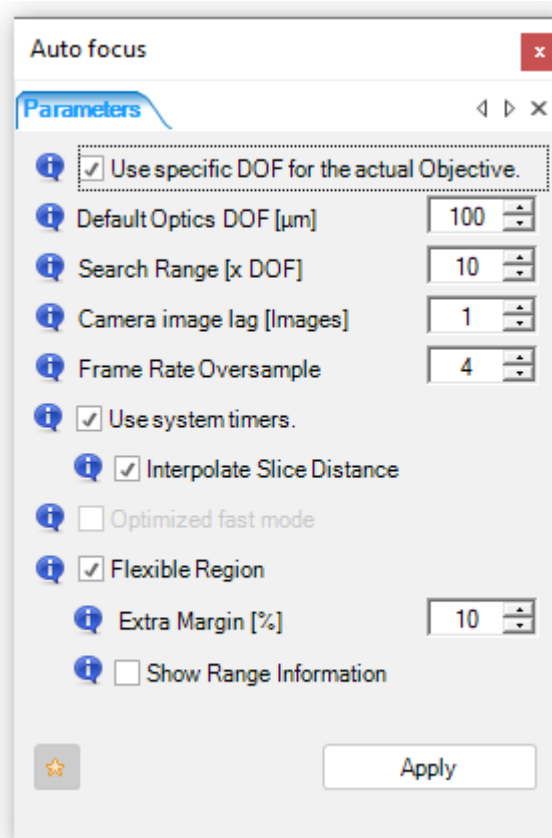 Auto focus
x
Parameters
Use specific DOF for the actual Objective.
Default Optics DOF [µm] 100
Search Range [x DOF] 10
Camera image lag [Images] 1
Frame Rate Oversample 4
Use system timers.
Interpolate Slice Distance
Optimized fast mode
Flexible Region
Extra Margin [%] 10
Show Range Information
Apply